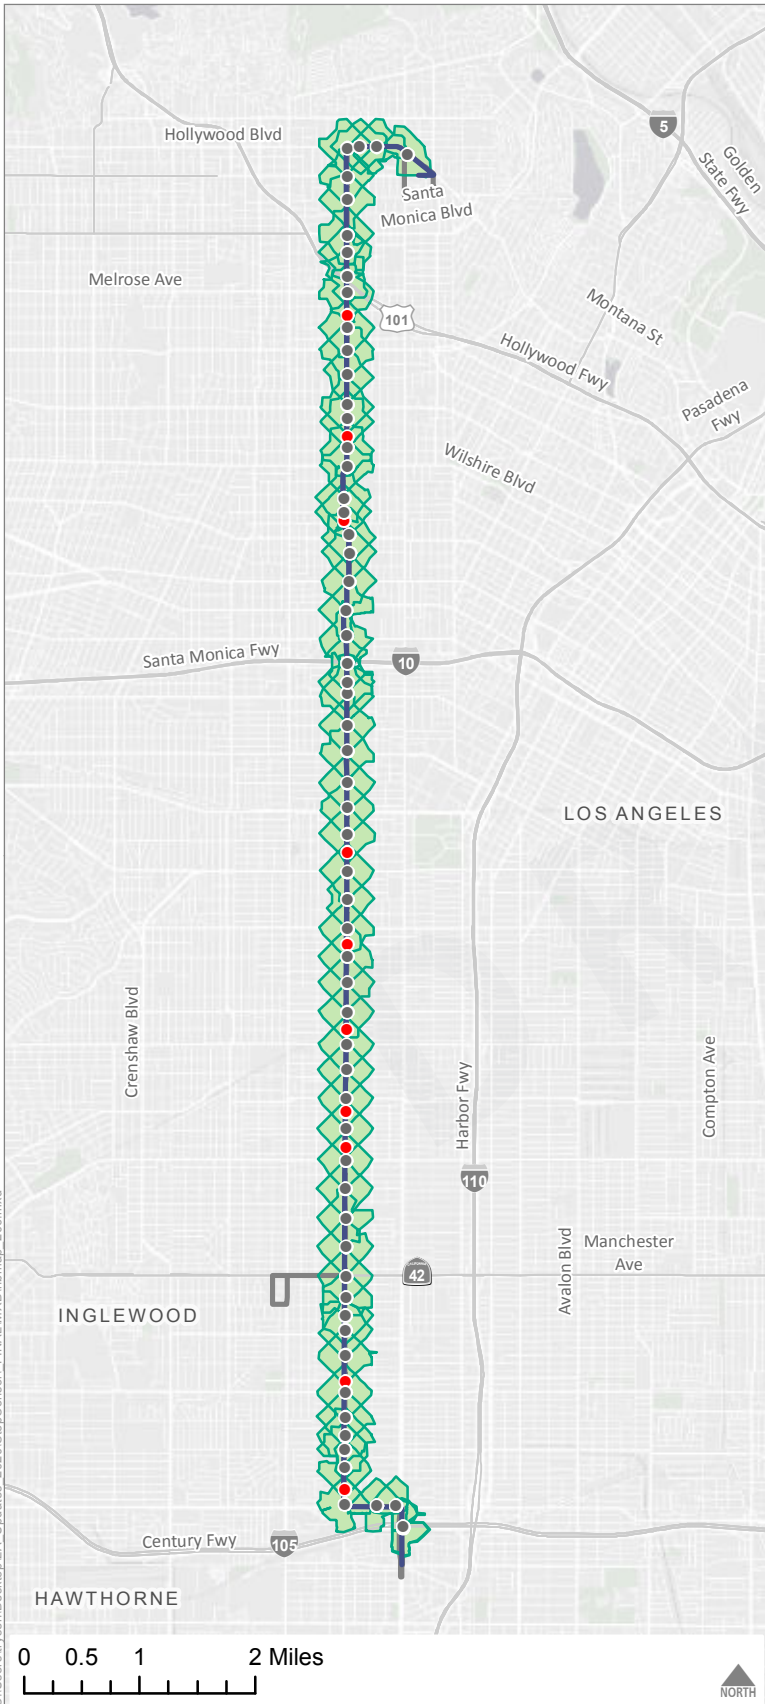 Hollywood Blvd
5
Golden
State Fwy
Santa
Monica Blvd
Melrose Ave
Montana St
101
Hollywood Fwy
Pasadena
Fwy
Wilshire Blvd
Santa Monica Fwy
10
LOS ANGELES
Crenshaw Blvd
Harbor Fwy
Compton Ave
110
Avalon Blvd
Manchester
Ave
42
INGLEWOOD
Century Fwy
105
HAWTHORNE
0 0.5 1 2 Miles
NORTH